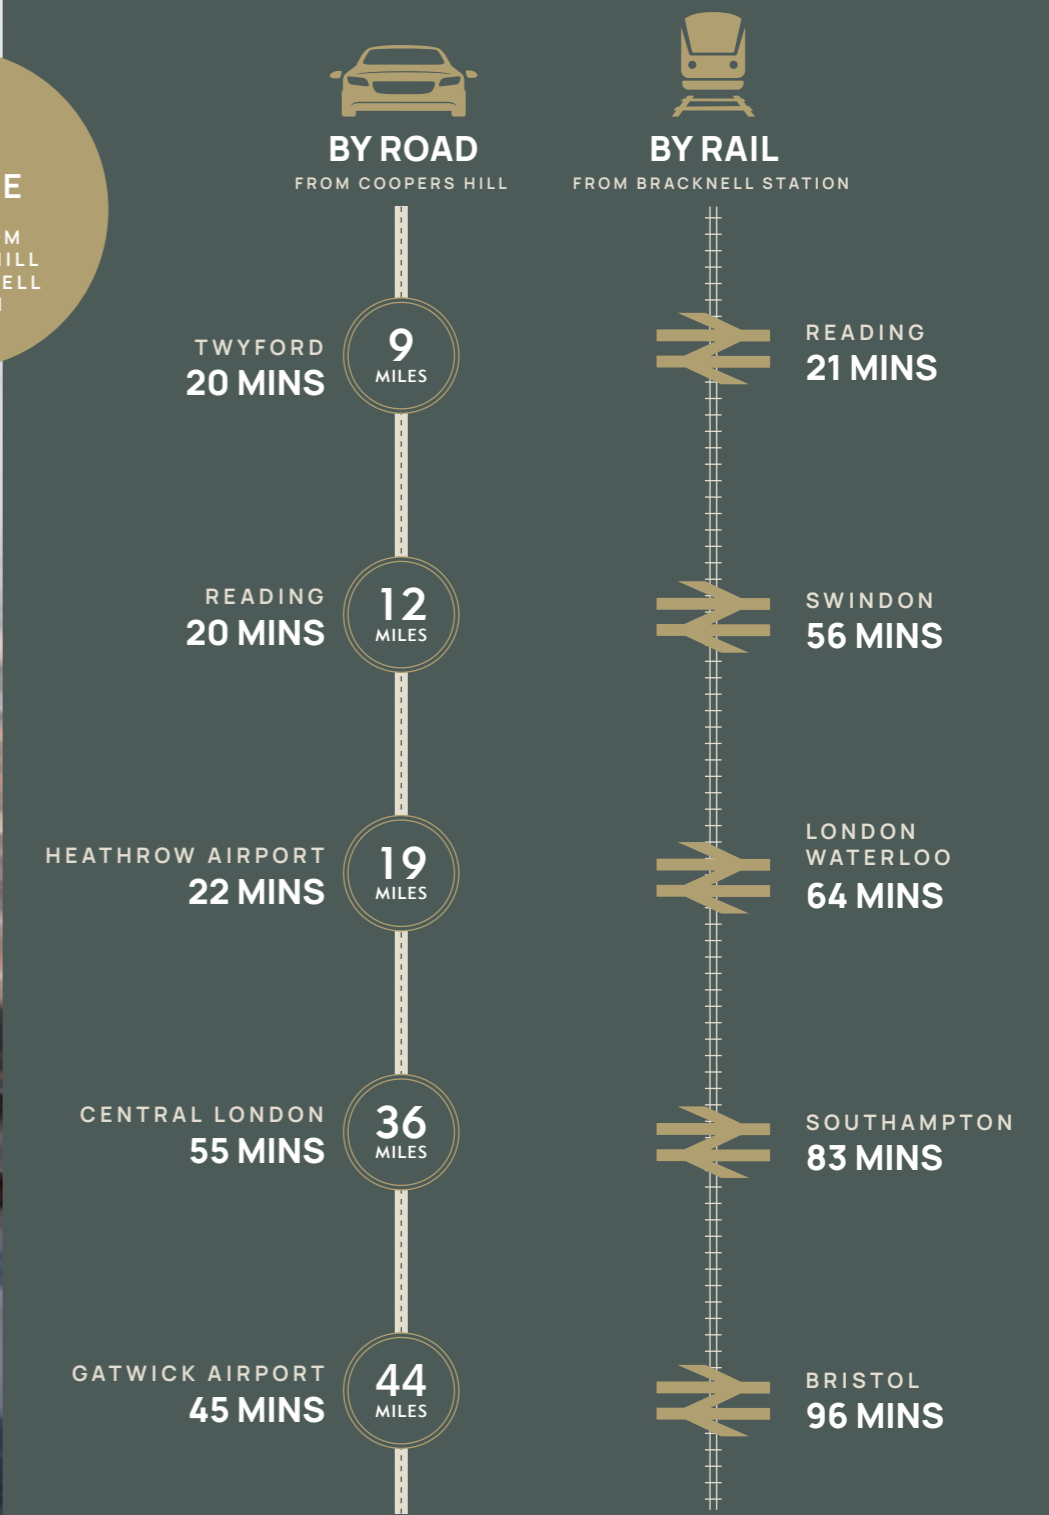 E
M
HILL
ELL
BY ROAD
FROM COOPERS HILL
TWYFORD
20 MINS
9
MILES
READING
20 MINS
12
MILES
HEATHROW AIRPORT
22 MINS
19
MILES
CENTRAL LONDON
55 MINS
36
MILES
GATWICK AIRPORT
45 MINS
44
MILES
BY RAIL
FROM BRACKNELL STATION
READING
21 MINS
SWINDON
56 MINS
LONDON
WATERLOO
64 MINS
SOUTHAMPTON
83 MINS
BRISTOL
96 MINS